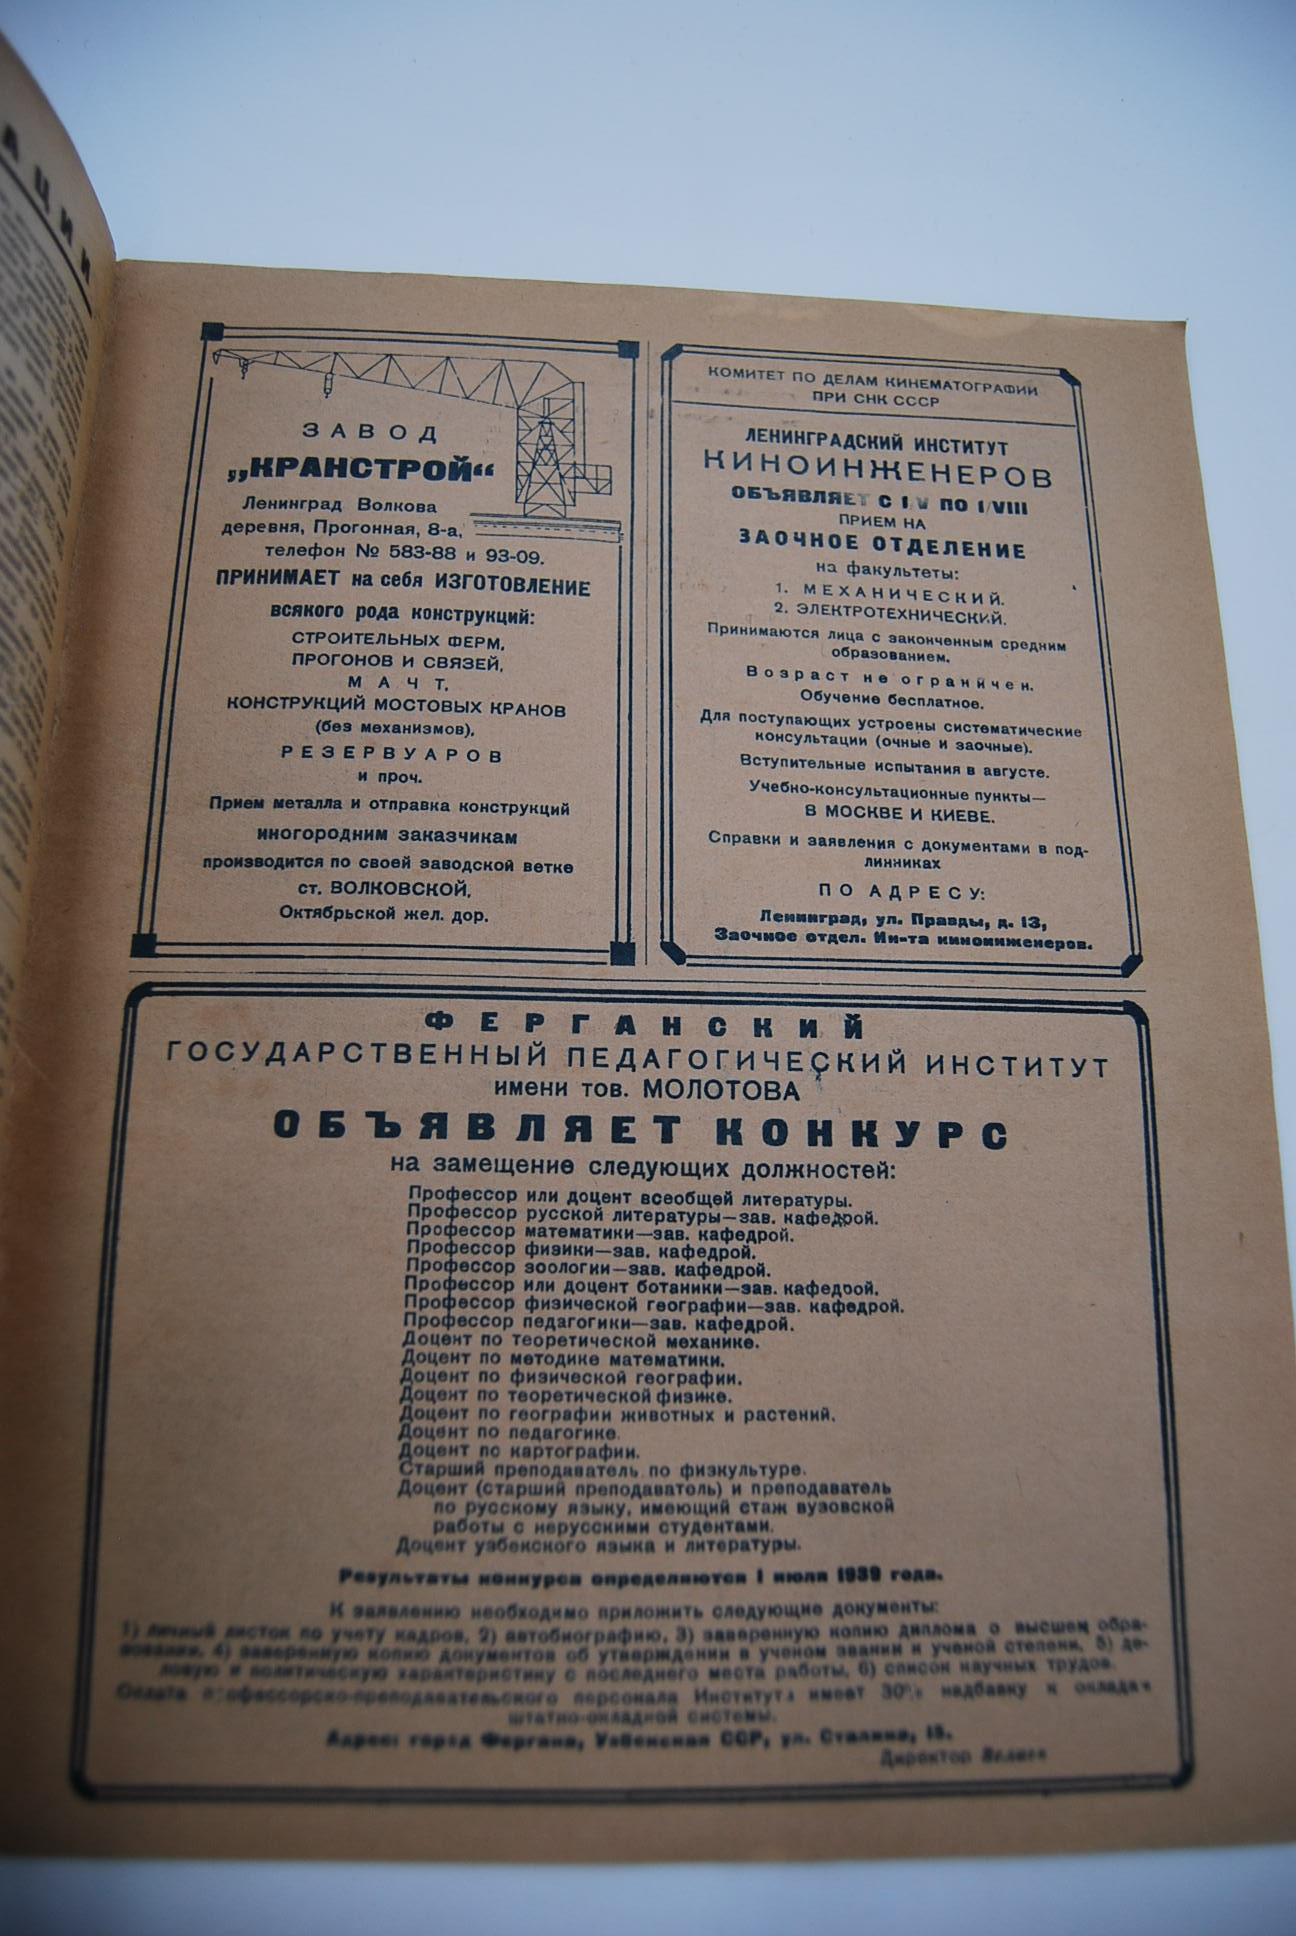 АЦИИ
ЗАВОД
„КРАНСТРОЙ“
Ленинград Волкова
деревня, Прогонная, 8-а,
телефон № 583-88 и 93-09.
ПРИНИМАЕТ на себя ИЗГОТОВЛЕНИЕ
всякого рода конструкций:
СТРОИТЕЛЬНЫХ ФЕРМ,
ПРОГОНОВ И СВЯЗЕЙ,
МАЧТ,
КОНСТРУКЦИЙ МОСТОВЫХ КРАНОВ
(без механизмов),
РЕЗЕРВУАРОВ
и проч.
Прием металла и отправка конструкций
иногородним заказчикам
производится по своей заводской ветке
ст. ВОЛКОВСКОЙ,
Октябрьской жел. дор.
КОМИТЕТ ПО ДЕЛАМ КИНЕМАТОГРАФИИ
ПРИ СНК СССР
ЛЕНИНГРАДСКИЙ ИНСТИТУТ
КИНОИНЖЕНЕРОВ
ОБЪЯВЛЯЕТ С I/V ПО I/VIII
ПРИЕМ НА
ЗАОЧНОЕ ОТДЕЛЕНИЕ
на факультеты:
1. МЕХАНИЧЕСКИЙ.
2. ЭЛЕКТРОТЕХНИЧЕСКИЙ.
Принимаются лица с законченным средним
образованием.
Возраст не ограничен.
Обучение бесплатное.
Для поступающих устроены систематические
консультации (очные и заочные).
Вступительные испытания в августе.
Учебно-консультационные пункты—
В МОСКВЕ И КИЕВЕ.
Справки и заявления с документами в под-
линниках
ПО АДРЕСУ:
Ленинград, ул. Правды, д. 13,
Заочное отдел. Ин-та киноинженеров.
ФЕРГАНСКИЙ
ГОСУДАРСТВЕННЫЙ ПЕДАГОГИЧЕСКИЙ ИНСТИТУТ
имени тов. МОЛОТОВА
ОБЪЯВЛЯЕТ КОНКУРС
на замещение следующих должностей:
Профессор или доцент всеобщей литературы.
Профессор русской литературы—зав. кафедрой.
Профессор математики—зав. кафедрой.
Профессор физики—зав. кафедрой.
Профессор зоологии—зав. кафедрой.
Профессор или доцент ботаники—зав. кафедрой.
Профессор физической географии—зав. кафедрой.
Профессор педагогики—зав. кафедрой.
Доцент по теоретической механике.
Доцент по методике математики.
Доцент по физической географии.
Доцент по теоретической физике.
Доцент по географии животных и растений.
Доцент по педагогике.
Доцент по картографии.
Старший преподаватель по физкультуре.
Доцент (старший преподаватель) и преподаватель
по русскому языку, имеющий стаж вузовской
работы с нерусскими студентами.
Доцент узбекского языка и литературы.
Результаты конкурса определяются 1 июля 1939 года.
К заявлению необходимо приложить следующие документы:
1) личный листок по учету кадров, 2) автобиографию, 3) заверенную копию диплома о высшем обра-
зовании, 4) заверенную копию документов об утверждении в ученом звании и ученой степени, 5) де-
ловую и политическую характеристику с последнего места работы, 6) список научных трудов.
Оплата профессорско-преподавательского персонала Института имеет 30% надбавку к окладам
штатно-окладной системы.
Адрес: город Фергана, Узбекская ССР, ул. Сталина, 15.
Директор